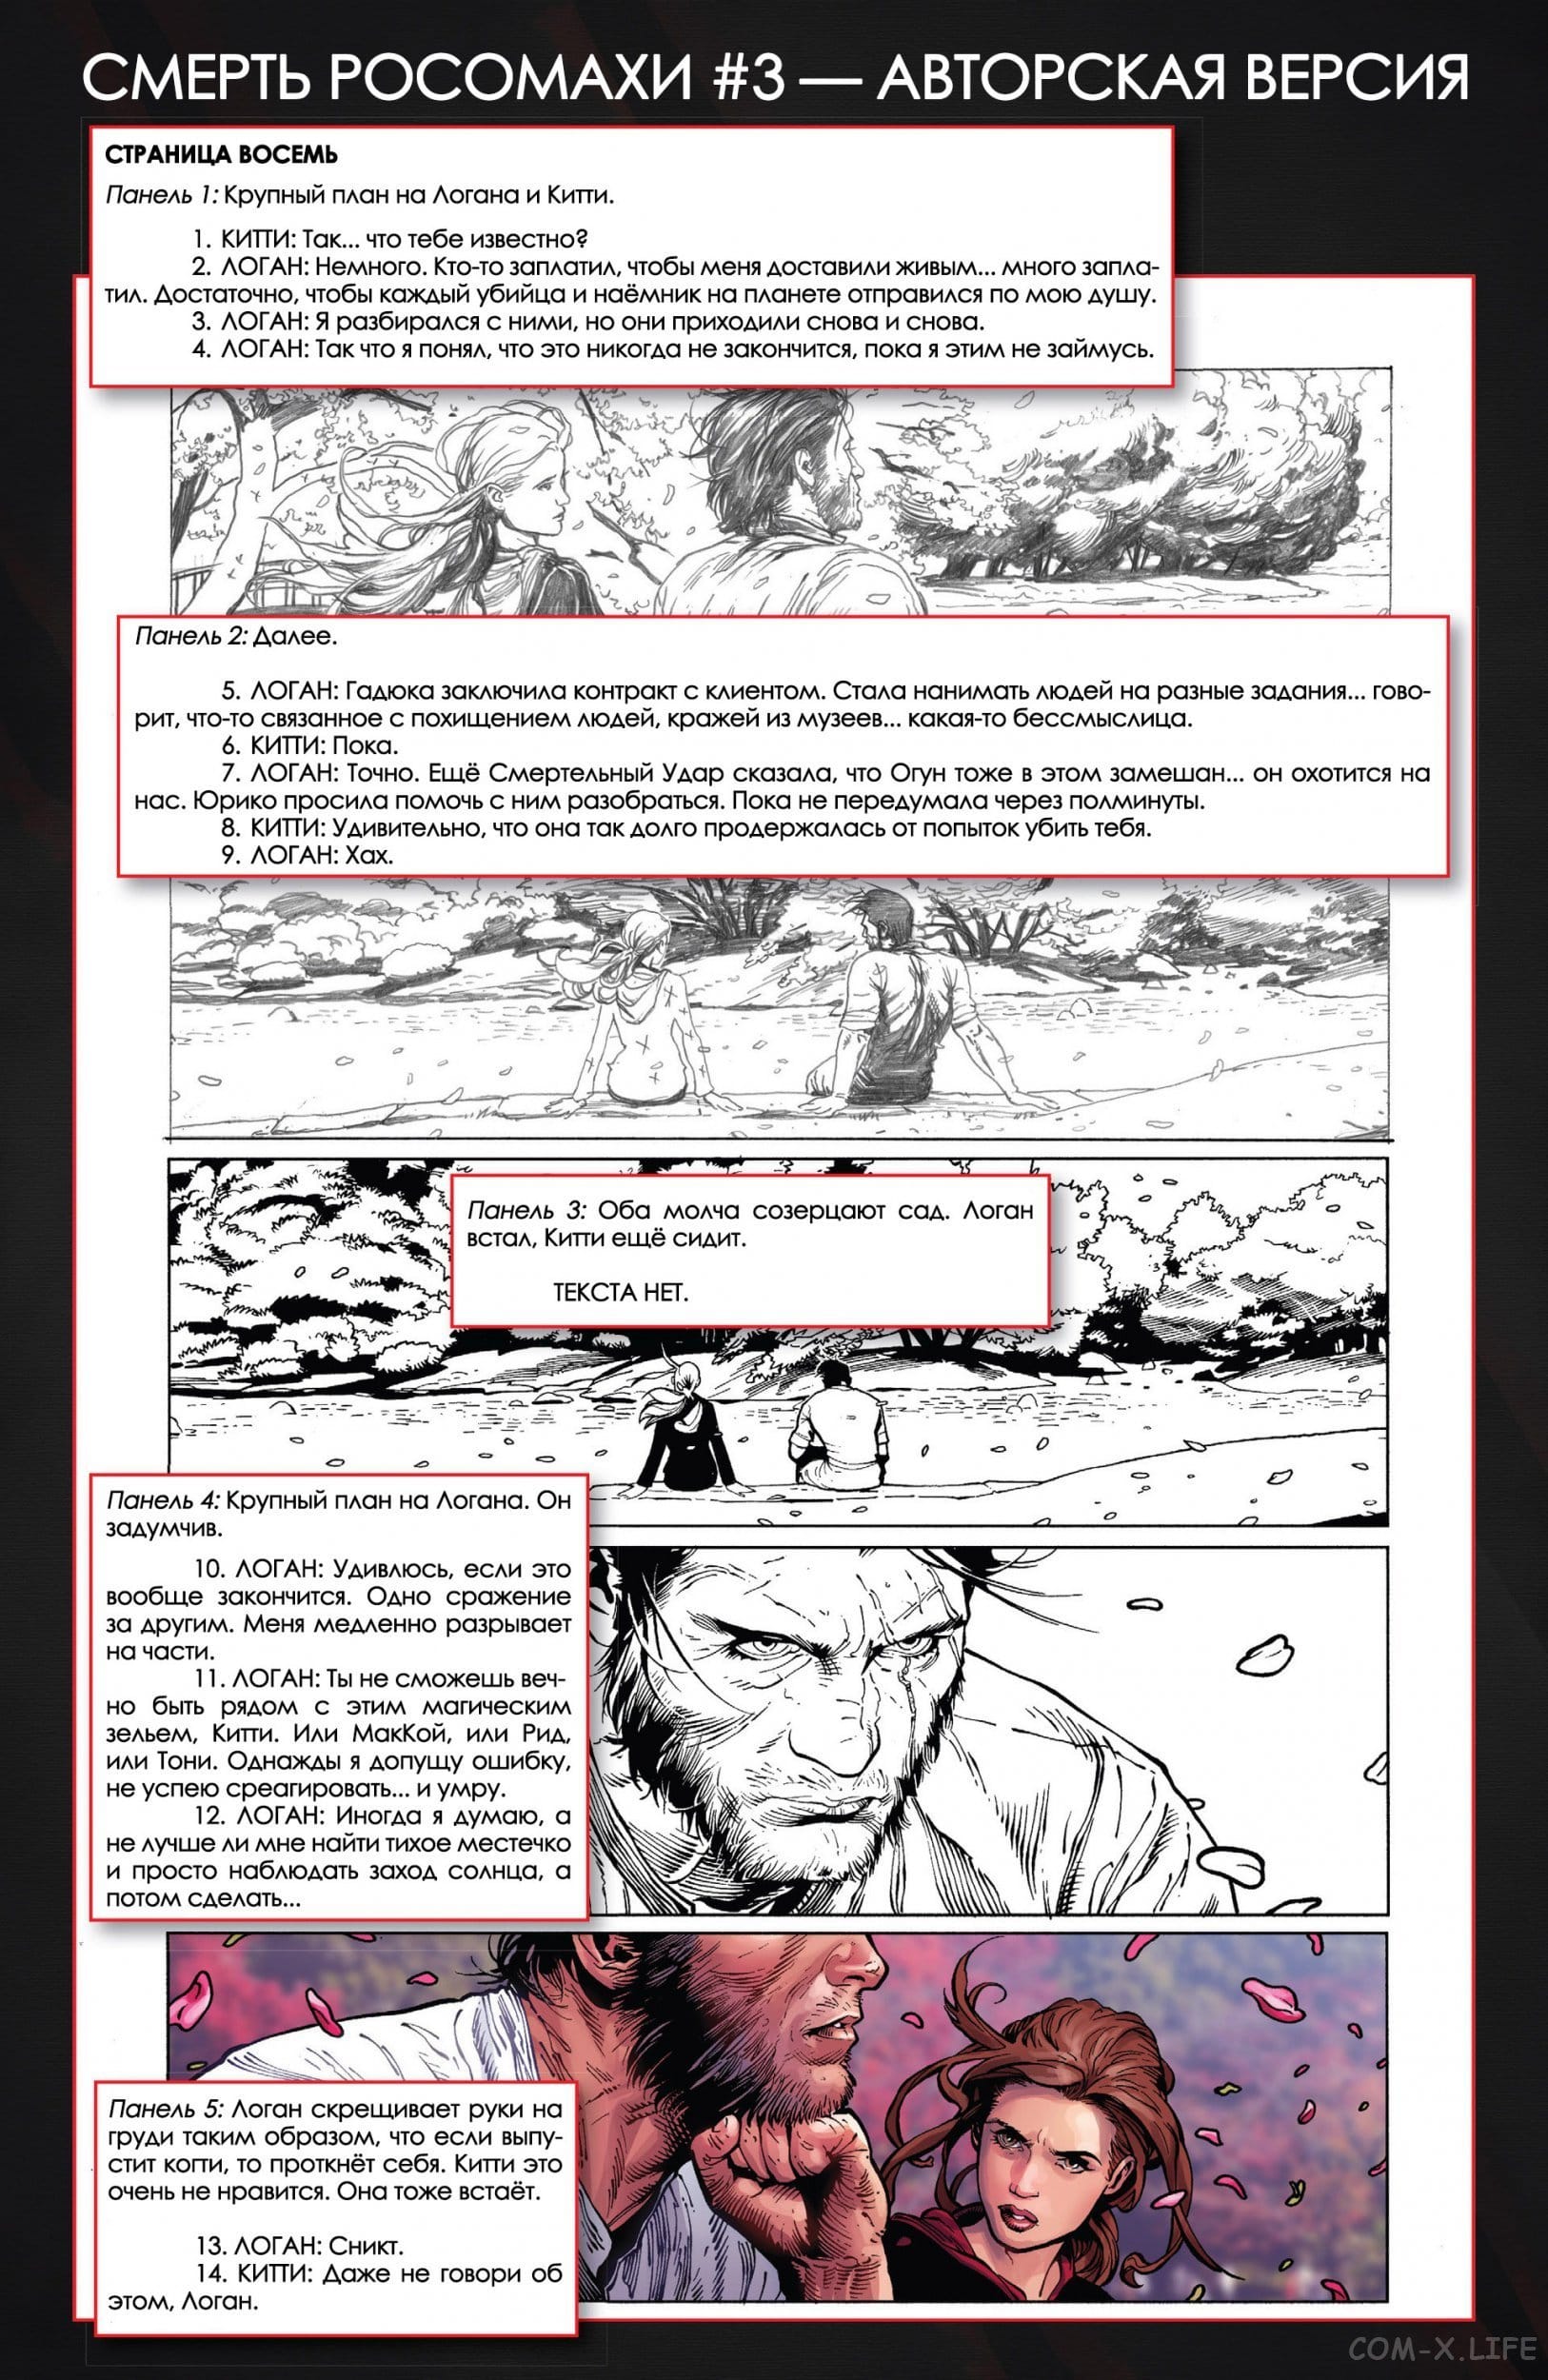 СМЕРТЬ РОСОМАХИ #3 — АВТОРСКАЯ ВЕРСИЯ
СТРАНИЦА ВОСЕМЬ
Панель 1: Крупный план на Логана и Китти.
1. КИТТИ: Так... что тебе известно?
2. ЛОГАН: Немного. Кто-то заплатил, чтобы меня доставили живым... много запла-
тил. Достаточно, чтобы каждый убийца и наёмник на планете отправился по мою душу.
3. ЛОГАН: Я разбирался с ними, но они приходили снова и снова.
4. ЛОГАН: Так что я понял, что это никогда не закончится, пока я этим не займусь.
Панель 2: Далее.
5. ЛОГАН: Гадюка заключила контракт с клиентом. Стала нанимать людей на разные задания... гово-
рит, что-то связанное с похищением людей, кражей из музеев... какая-то бессмыслица.
6. КИТТИ: Пока.
7. ЛОГАН: Точно. Ещё Смертельный Удар сказала, что Огун тоже в этом замешан... он охотится на
нас. Юрико просила помочь с ним разобраться. Пока не передумала через полминуты.
8. КИТТИ: Удивительно, что она так долго продержалась от попыток убить тебя.
9. ЛОГАН: Хах.
Панель 3: Оба молча созерцают сад. Логан
встал, Китти ещё сидит.
ТЕКСТА НЕТ.
Панель 4: Крупный план на Логана. Он
задумчив.
10. ЛОГАН: Удивлюсь, если это
вообще закончится. Одно сражение
за другим. Меня медленно разрывает
на части.
11. ЛОГАН: Ты не сможешь веч-
но быть рядом с этим магическим
зельем, Китти. Или МакКой, или Рид,
или Тони. Однажды я допущу ошибку,
не успею среагировать... и умру.
12. ЛОГАН: Иногда я думаю, а
не лучше ли мне найти тихое местечко
и просто наблюдать заход солнца, а
потом сделать...
Панель 5: Логан скрещивает руки на
груди таким образом, что если выпу-
стит когти, то проткнёт себя. Китти это
очень не нравится. Она тоже встаёт.
13. ЛОГАН: Сникт.
14. КИТТИ: Даже не говори об
этом, Логан.
COM-X.LIFE